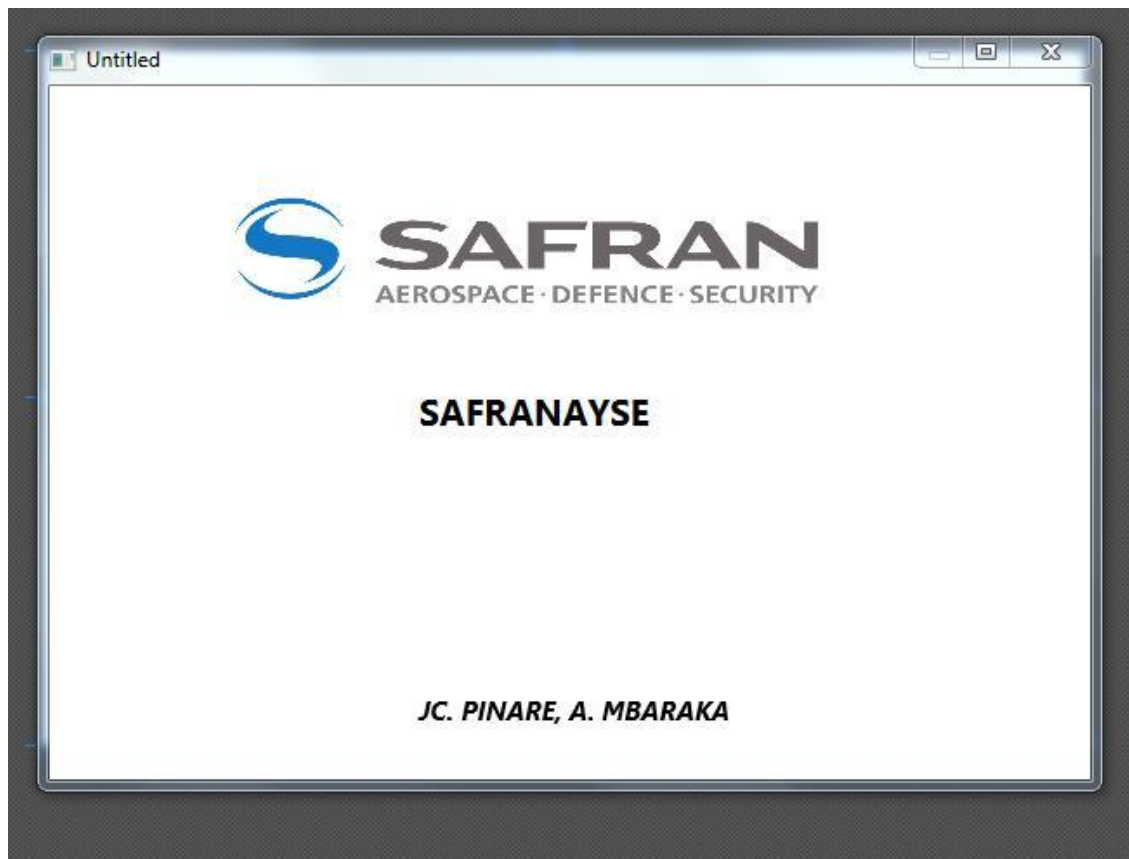 Untitled
SAFRAN
AEROSPACE·DEFENCE·SECURITY
SAFRANAYSE
JC. PINARE, A. MBARAKA